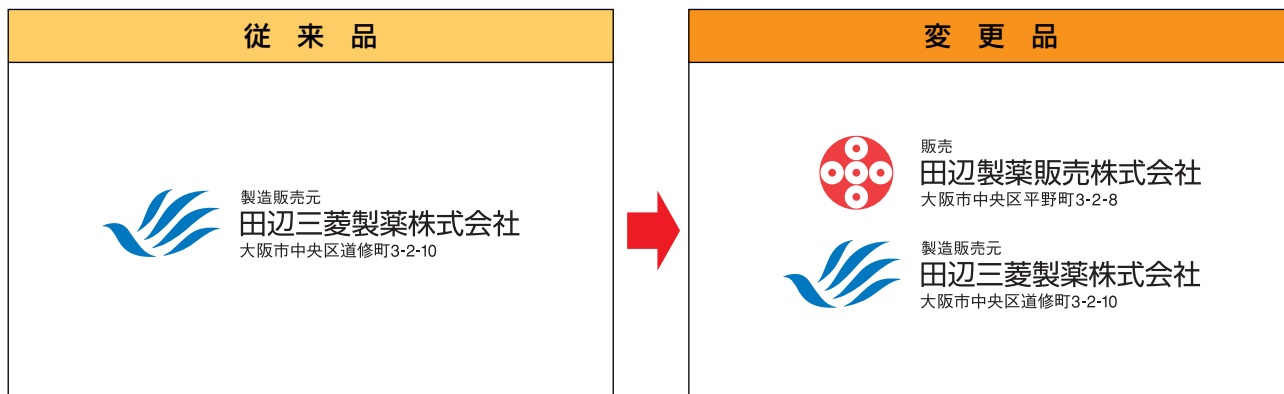 従来品
製造販売元
田辺三菱製薬株式会社
大阪市中央区道修町3-2-10
変更品
販売
田辺製薬販売株式会社
大阪市中央区平野町3-2-8
製造販売元
田辺三菱製薬株式会社
大阪市中央区道修町3-2-10